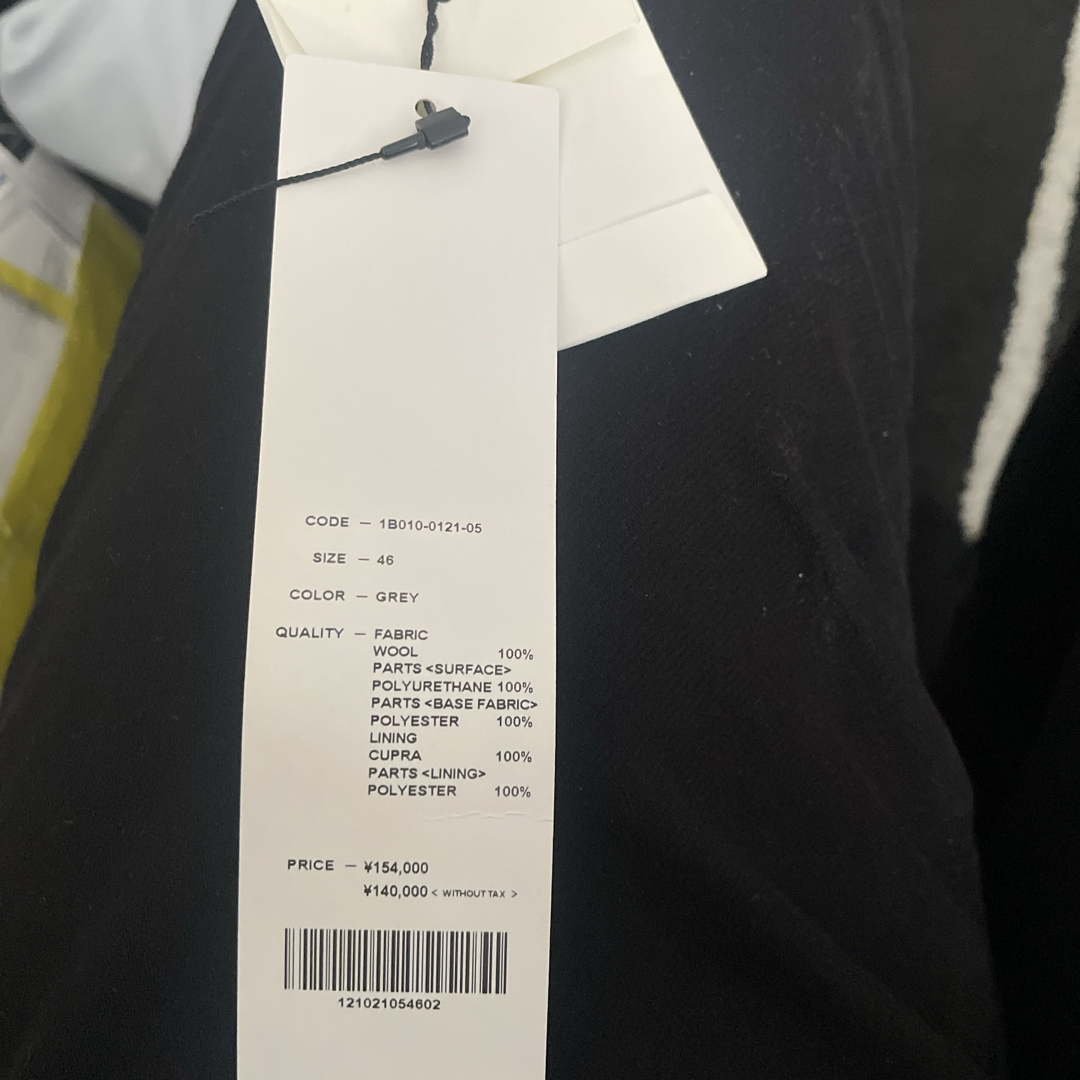 CODE — 1B010-0121-05
SIZE — 46
COLOR — GREY
QUALITY — FABRIC
WOOL 100%
PARTS <SURFACE>
POLYURETHANE 100%
PARTS <BASE FABRIC>
POLYESTER 100%
LINING
CUPRA 100%
PARTS <LINING>
POLYESTER 100%
PRICE — ¥154,000
¥140,000 < WITHOUT TAX >
121021054602